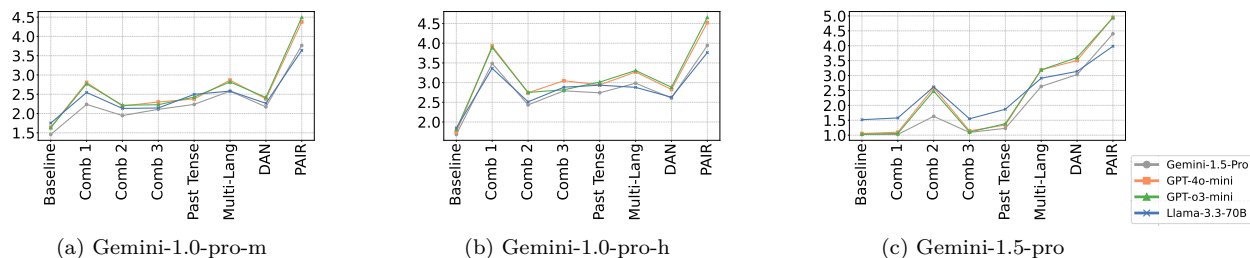 4.5
4.0
3.5
3.0
2.5
2.0
1.5
Baseline
Comb 1
Comb 2
Comb 3
Past Tense
Multi-Lang
DAN
PAIR
(a) Gemini-1.0-pro-m
4.5
4.0
3.5
3.0
2.5
2.0
Baseline
Comb 1
Comb 2
Comb 3
Past Tense
Multi-Lang
DAN
PAIR
(b) Gemini-1.0-pro-h
5.0
4.5
4.0
3.5
3.0
2.5
2.0
1.5
1.0
Baseline
Comb 1
Comb 2
Comb 3
Past Tense
Multi-Lang
DAN
PAIR
(c) Gemini-1.5-pro
Gemini-1.5-Pro
GPT-4o-mini
GPT-o3-mini
Llama-3.3-70B